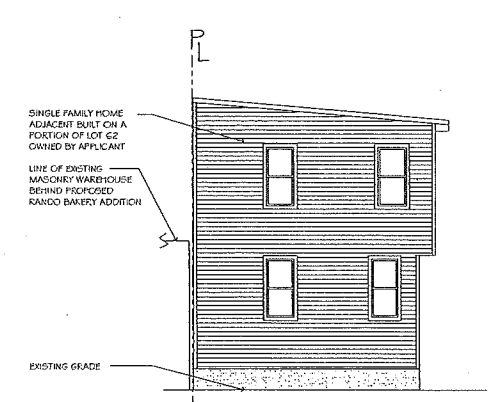 PL
SINGLE FAMILY HOME
ADJACENT BUILT ON A
PORTION OF LOT 62
OWNED BY APPLICANT
LINE OF EXISTING
MASONRY WAREHOUSE
BEHIND PROPOSED
RANDO BAKERY ADDITION
EXISTING GRADE